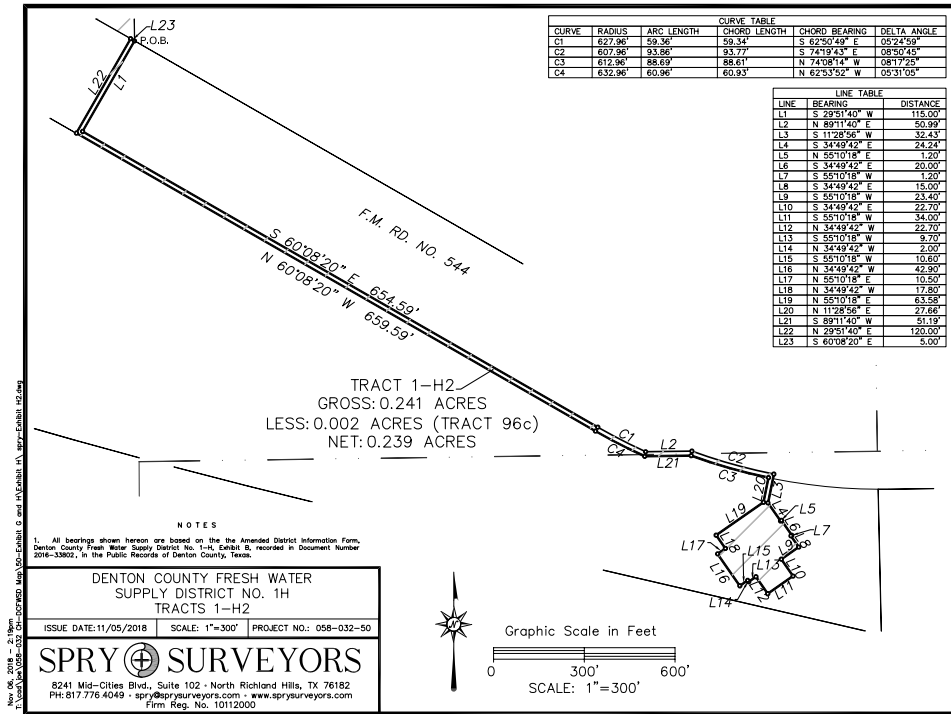 L23
P.O.B.
L22
L1
CURVE TABLE
CURVE RADIUS ARC LENGTH CHORD LENGTH CHORD BEARING DELTA ANGLE
C1 627.96' 59.36' 59.34' S 62°50'49" E 05°24'59"
C2 607.96' 93.86' 93.77' S 74°19'43" E 08°50'45"
C3 612.96' 88.69' 88.61' N 74°08'14" W 08°17'25"
C4 632.96' 60.96' 60.93' N 62°53'52" W 05°31'05"
LINE TABLE
LINE BEARING DISTANCE
L1 S 29°51'40" W 115.00'
L2 N 89°11'40" E 50.99'
L3 S 11°28'56" W 32.43'
L4 S 34°49'42" E 24.24'
L5 N 55°10'18" E 1.20'
L6 S 34°49'42" E 20.00'
L7 S 55°10'18" W 1.20'
L8 S 34°49'42" E 15.00'
L9 S 55°10'18" W 23.40'
L10 S 34°49'42" E 22.70'
L11 S 55°10'18" W 34.00'
L12 N 34°49'42" W 22.70'
L13 S 55°10'18" W 9.70'
L14 N 34°49'42" W 2.00'
L15 S 55°10'18" W 10.60'
L16 N 34°49'42" W 42.90'
L17 N 55°10'18" E 10.50'
L18 N 34°49'42" W 17.80'
L19 N 55°10'18" E 63.58'
L20 N 11°28'56" E 27.66'
L21 S 89°11'40" W 51.19'
L22 N 29°51'40" E 120.00'
L23 S 60°08'20" E 5.00'
F.M. RD. NO. 544
S 60°08'20" E 654.59'
N 60°08'20" W 659.59'
TRACT 1-H2
GROSS: 0.241 ACRES
LESS: 0.002 ACRES (TRACT 96c)
NET: 0.239 ACRES
C1
C4
L2
L21
C2
C3
L20
L3
L19
L4
L5
L6
L7
L8
L9
L17
L18
L15
L13
L16
L10
L14
L12
L11
NOTES
1. All bearings shown hereon are based on the the Amended District Information Form,
Denton County Fresh Water Supply District No. 1-H, Exhibit B, recorded in Document Number
2016-33802, in the Public Records of Denton County, Texas.
DENTON COUNTY FRESH WATER
SUPPLY DISTRICT NO. 1H
TRACTS 1-H2
ISSUE DATE: 11/05/2018 SCALE: 1"=300' PROJECT NO.: 058-032-50
SPRY SURVEYORS
8241 Mid-Cities Blvd., Suite 102 • North Richland Hills, TX 76182
PH: 817.776.4049 • spry@sprysurveyors.com • www.sprysurveyors.com
Firm Reg. No. 10112000
N
Graphic Scale in Feet
0 300' 600'
SCALE: 1"=300'
Nov 06, 2018 - 2:19pm